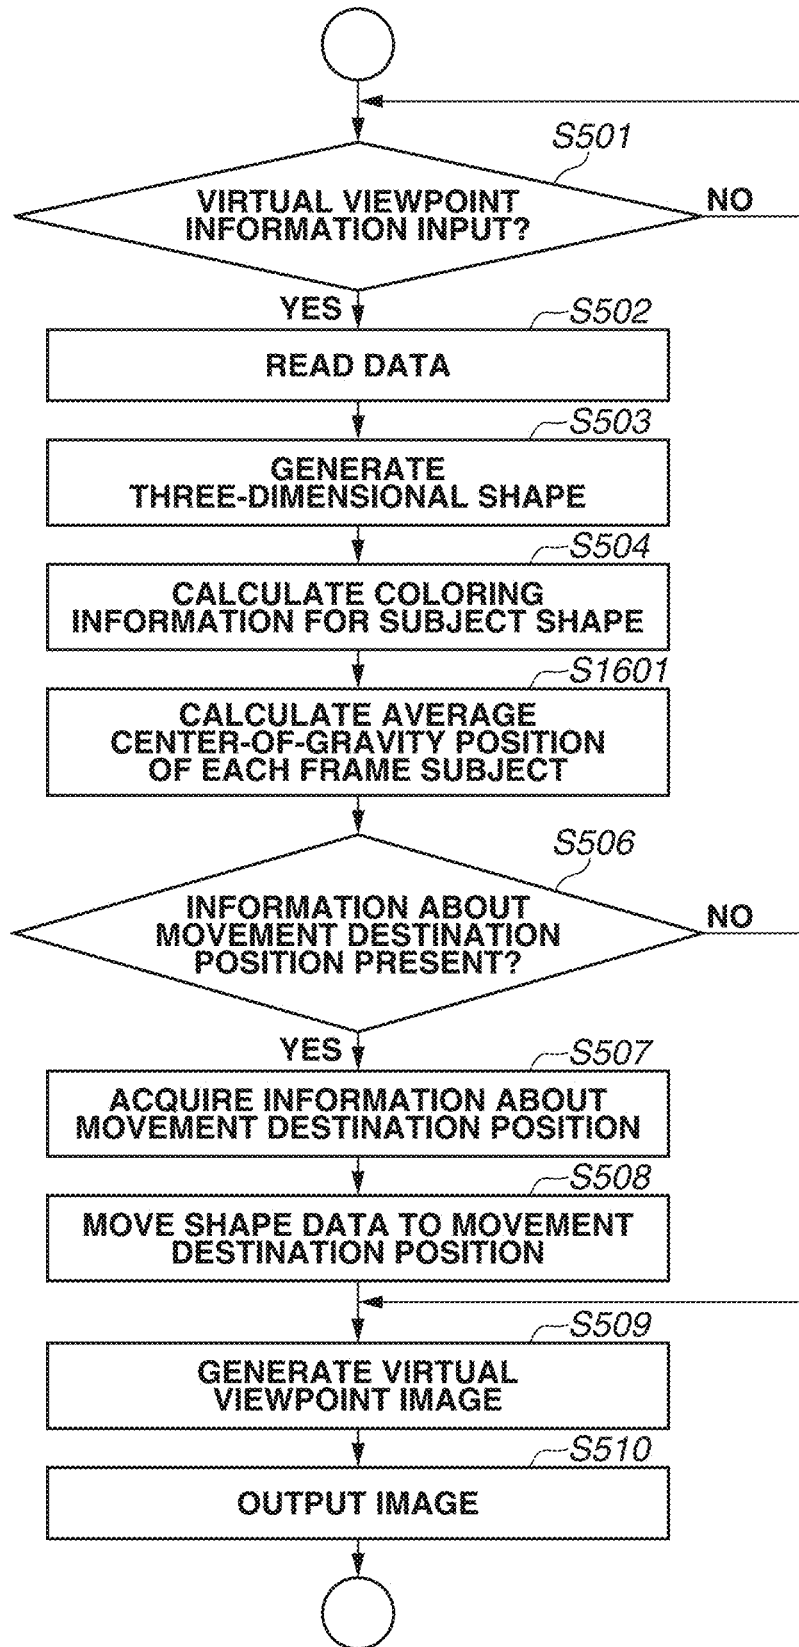 S501
VIRTUAL VIEWPOINT
INFORMATION INPUT?
NO
YES
S502
READ DATA
S503
GENERATE
THREE-DIMENSIONAL SHAPE
S504
CALCULATE COLORING
INFORMATION FOR SUBJECT SHAPE
S1601
CALCULATE AVERAGE
CENTER-OF-GRAVITY POSITION
OF EACH FRAME SUBJECT
S506
INFORMATION ABOUT
MOVEMENT DESTINATION
POSITION PRESENT?
NO
YES
S507
ACQUIRE INFORMATION ABOUT
MOVEMENT DESTINATION POSITION
S508
MOVE SHAPE DATA TO MOVEMENT
DESTINATION POSITION
S509
GENERATE VIRTUAL
VIEWPOINT IMAGE
S510
OUTPUT IMAGE